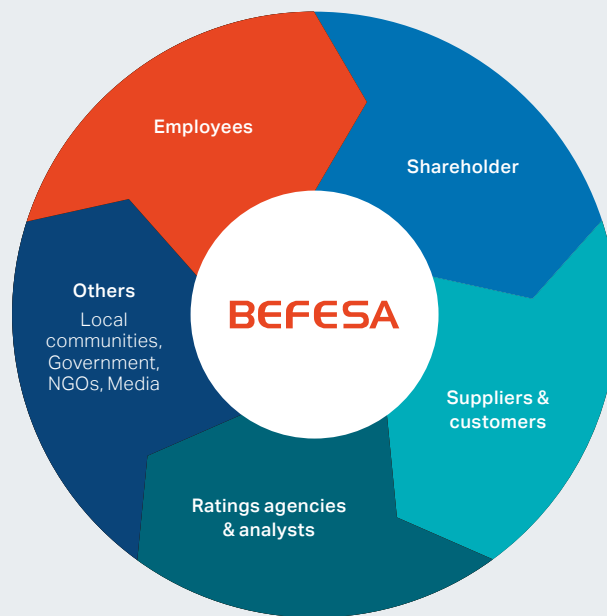 Employees
Shareholder
Others
Local
communities,
Government,
NGOs, Media
BEFESA
Suppliers &
customers
Ratings agencies
& analysts